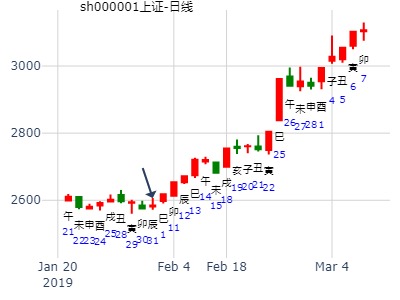 sh000001上证-日线
3000
卯
7
寅
6
子丑
4 5
午
26
未申酉
27 28 1
2800
巳
25
亥子丑寅
19 20 21 22
午
14
未戌
15 18
辰巳
12 13
卯
11
2600
午
21
未申酉
22 23 24
戌丑
25 28
寅卯辰巳
29 30 31 1
Jan 20
2019
Feb 4
Feb 18
Mar 4